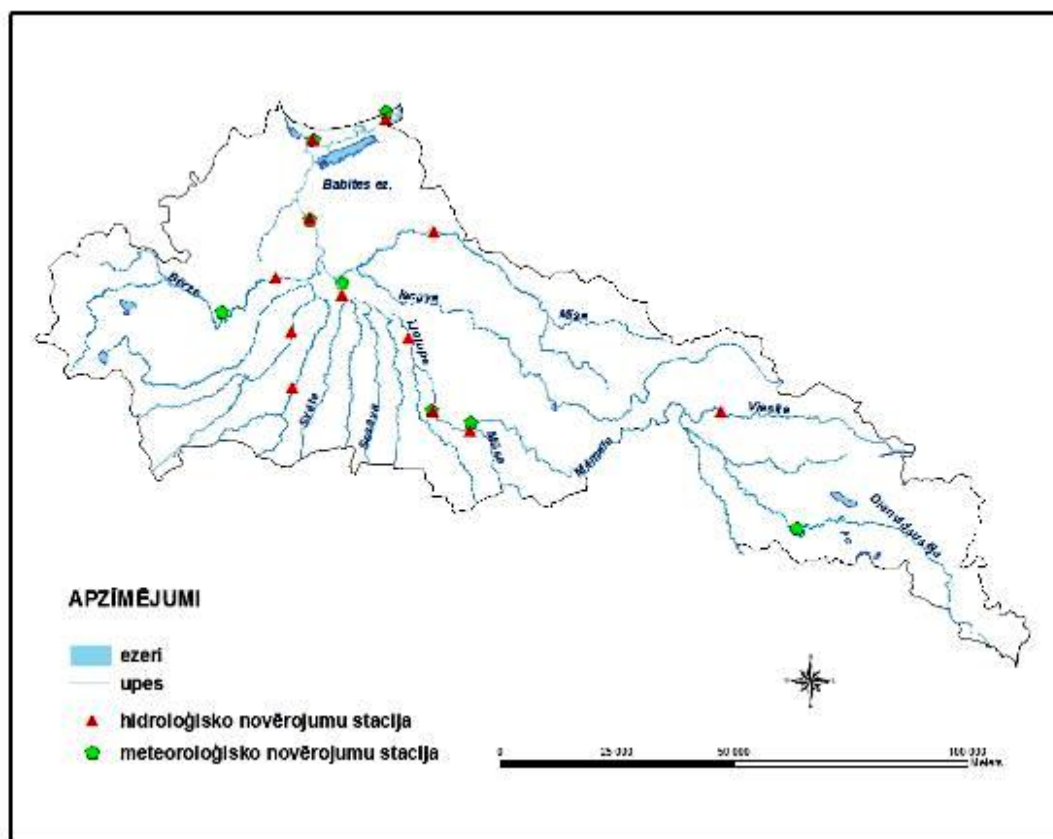 Babītes ez.
Bērze
Iecava
Misa
Lielupe
Svēte
Sesava
Mūsa
Mēmele
Viesīte
Dienvidsusēja
APZĪMĒJUMI
ezeri
upes
hidroloģisko novērojumu stacija
meteoroloģisko novērojumu stacija
0 25 000 50 000 100 000
Meters